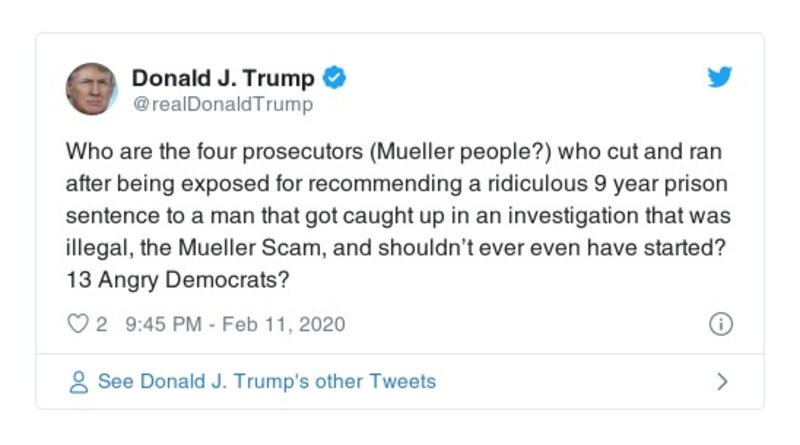 Donald J. Trump
@realDonaldTrump
Who are the four prosecutors (Mueller people?) who cut and ran
after being exposed for recommending a ridiculous 9 year prison
sentence to a man that got caught up in an investigation that was
illegal, the Mueller Scam, and shouldn’t ever even have started?
13 Angry Democrats?
2 9:45 PM - Feb 11, 2020
See Donald J. Trump's other Tweets